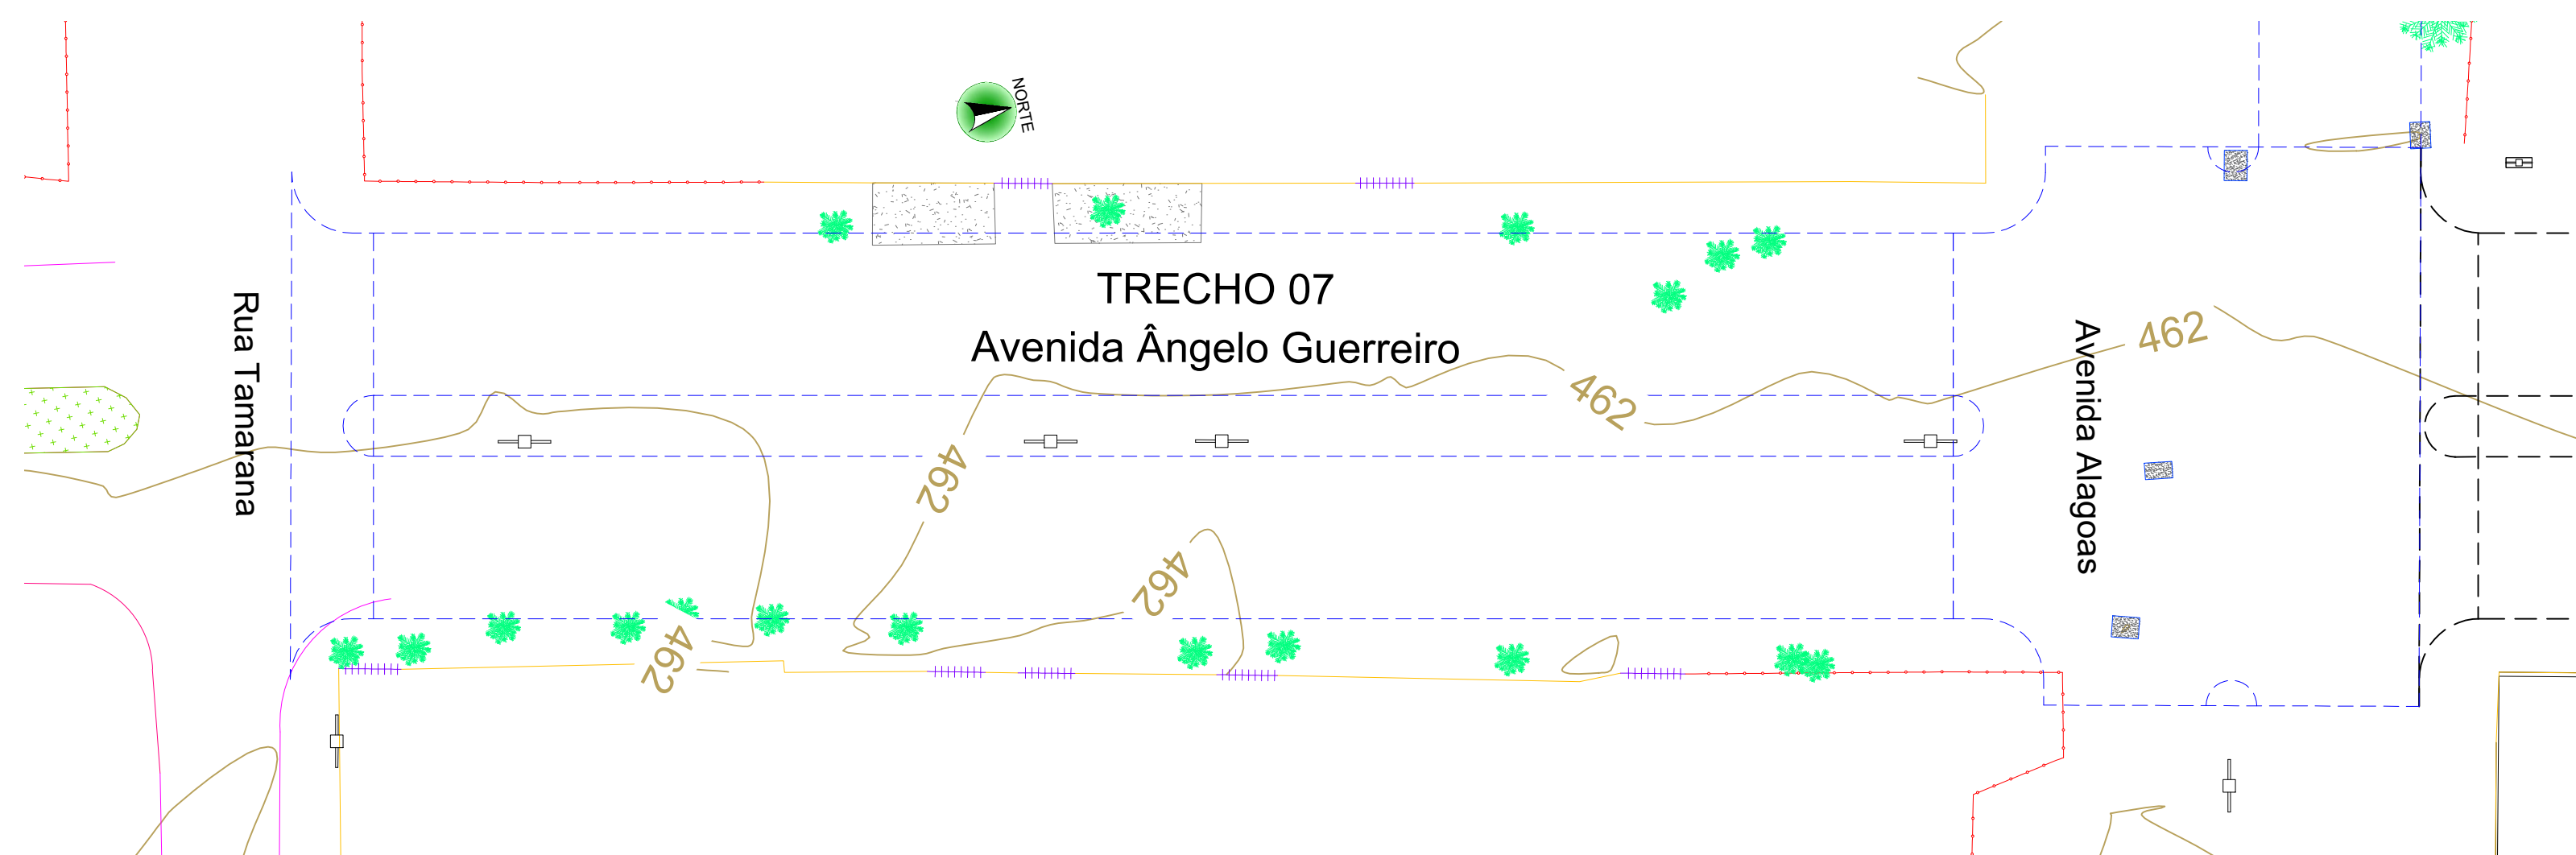 NORTE
TRECHO 07
Avenida Ângelo Guerreiro
Rua Tamarana
Avenida Alagoas
462
462
462
462
462